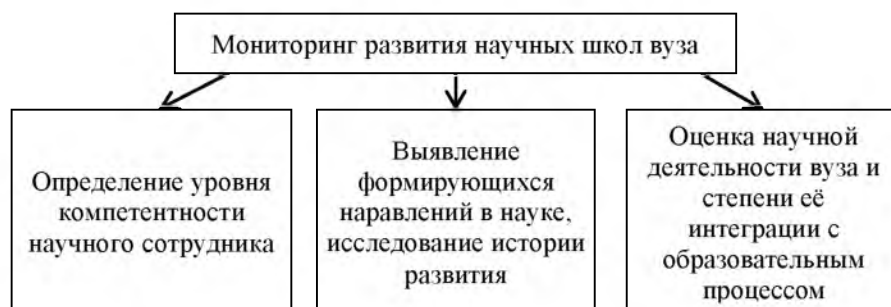 Мониторинг развития научных школ вуза
Определение уровня
компетентности
научного сотрудника
Выявление
формирующихся
наравлений в науке,
исследование истории
развития
Оценка научной
деятельности вуза и
степени её
интеграции с
образовательным
процессом